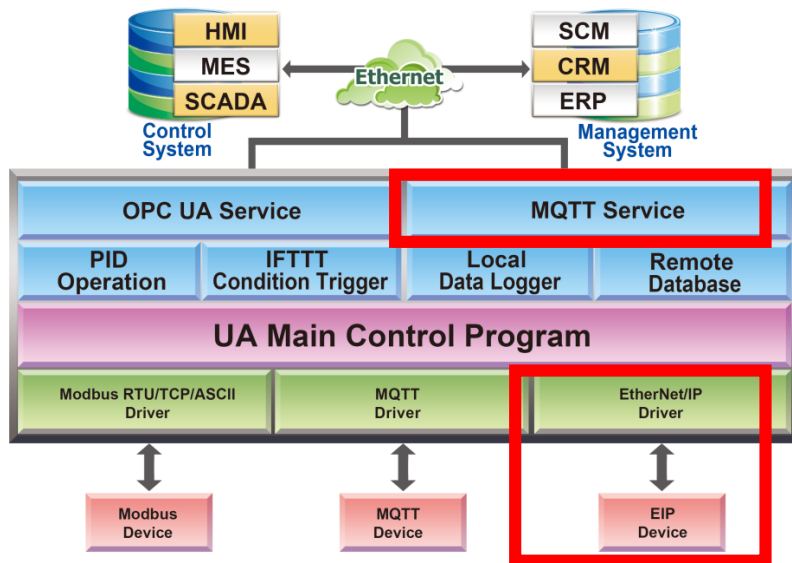 HMI
MES
SCADA
Control
System
Ethernet
SCM
CRM
ERP
Management
System
OPC UA Service
MQTT Service
PID
Operation
IFTTT
Condition Trigger
Local
Data Logger
Remote
Database
UA Main Control Program
Modbus RTU/TCP/ASCII
Driver
MQTT
Driver
EtherNet/IP
Driver
Modbus
Device
MQTT
Device
EIP
Device